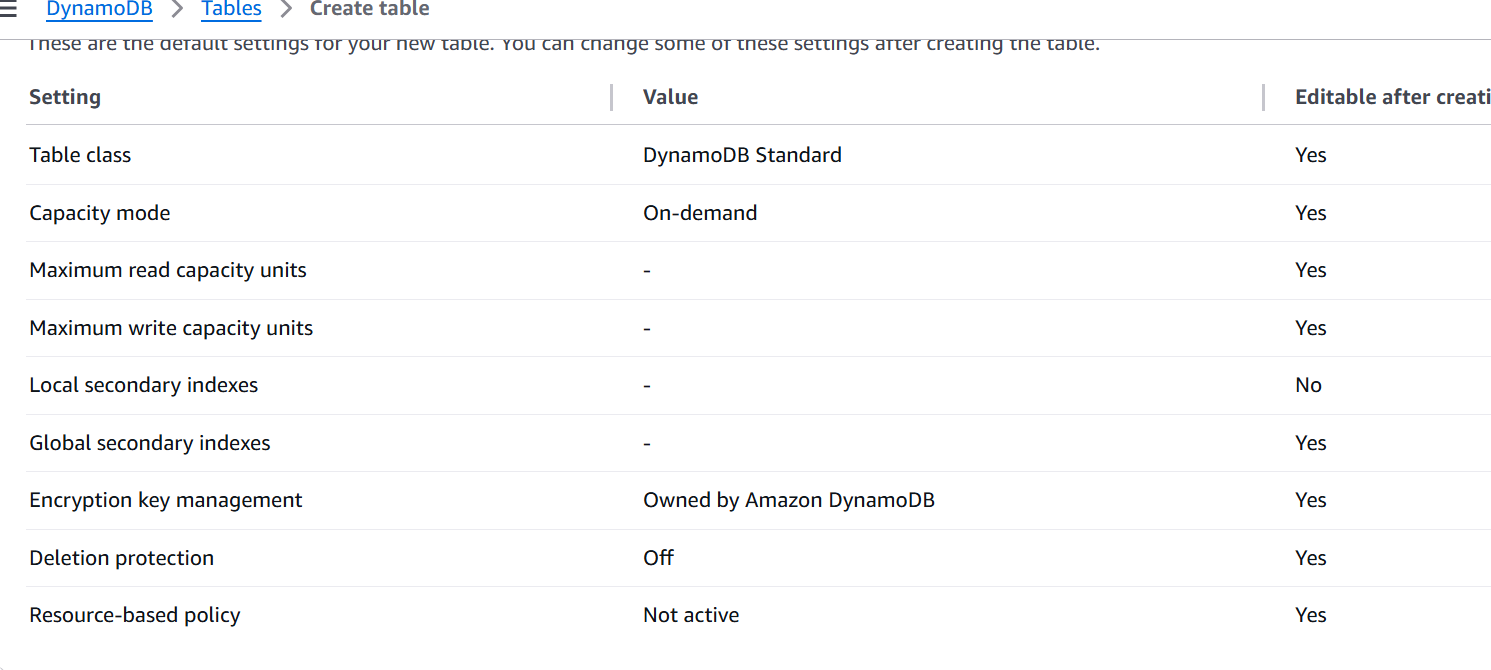 DynamoDB > Tables > Create table
These are the default settings for your new table. You can change some of these settings after creating the table.
Setting Value Editable after creati
Table class DynamoDB Standard Yes
Capacity mode On-demand Yes
Maximum read capacity units - Yes
Maximum write capacity units - Yes
Local secondary indexes - No
Global secondary indexes - Yes
Encryption key management Owned by Amazon DynamoDB Yes
Deletion protection Off Yes
Resource-based policy Not active Yes